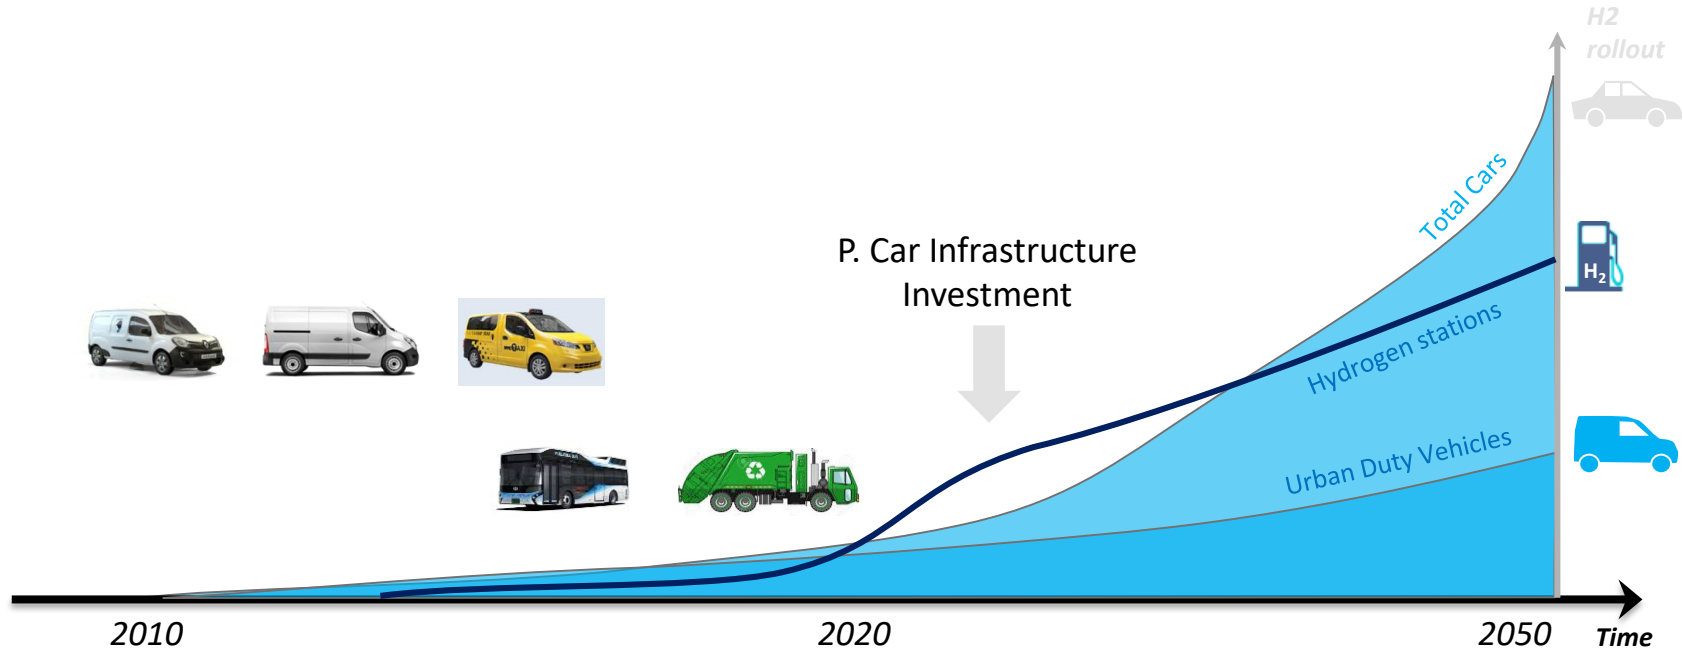 H2
rollout
Total Cars
P. Car Infrastructure
Investment
H₂
Hydrogen stations
Urban Duty Vehicles
2010
2020
2050
Time